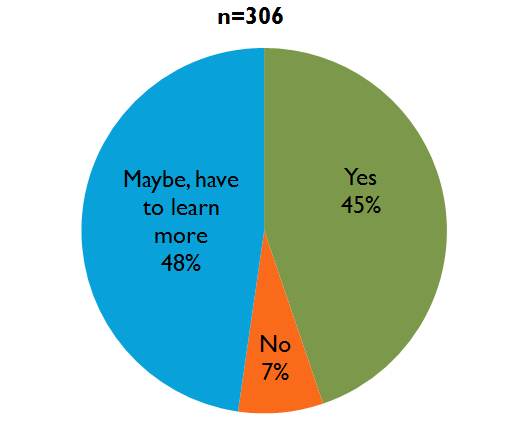 n=306
Maybe, have
to learn
more
48%
Yes
45%
No
7%